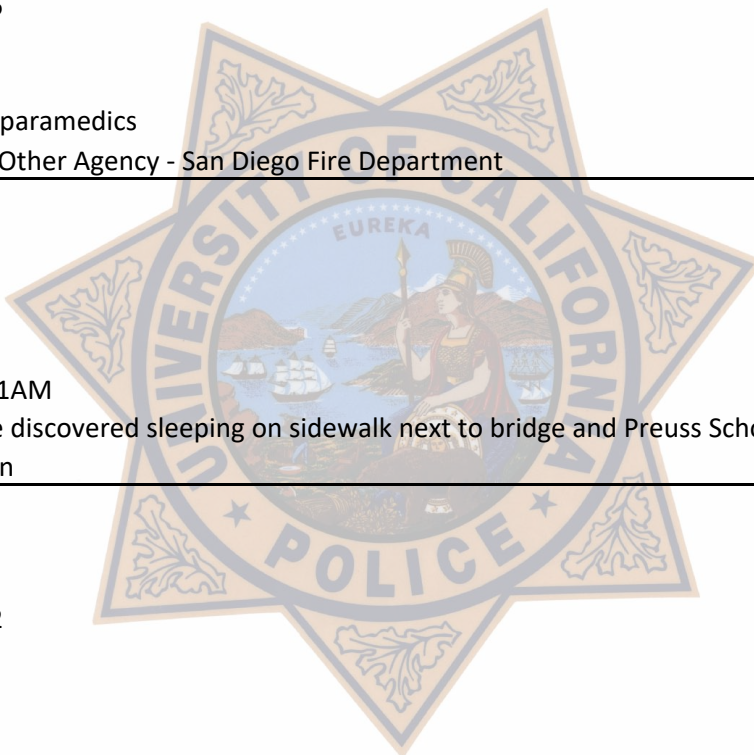 paramedics
Other Agency - San Diego Fire Department
UNIVERSITY OF CALIFORNIA
EUREKA
1AM
discovered sleeping on sidewalk next to bridge and Preuss
POLICE